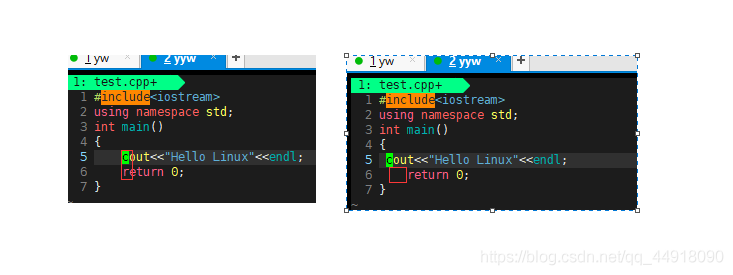 1 yw × 2 yyw × +
1: test.cpp+
1 #include<iostream>
2 using namespace std;
3 int main()
4 {
5     cout<<"Hello Linux"<<endl;
6     return 0;
7 }
~
1 yw × 2 yyw × +
1: test.cpp+
1 #include<iostream>
2 using namespace std;
3 int main()
4 {
5  cout<<"Hello Linux"<<endl;
6     return 0;
7 }
~
https://blog.csdn.net/qq_44918090